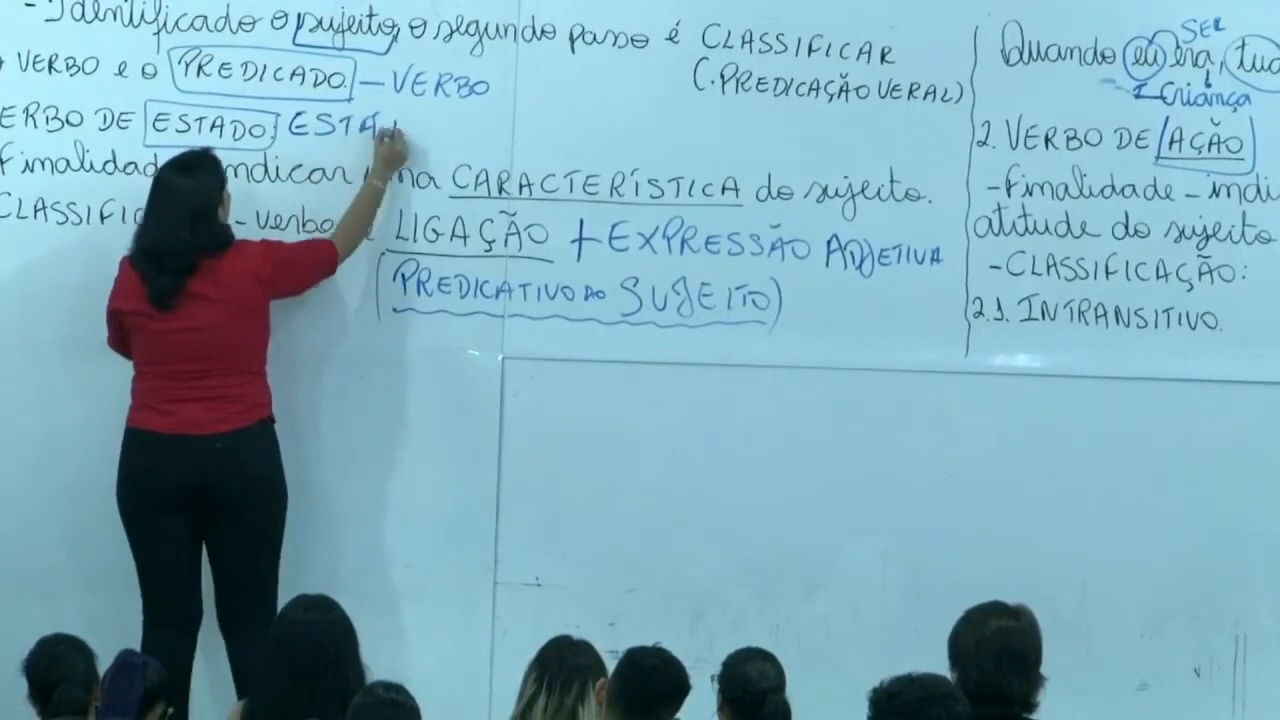 - Identificado o sujeito, o segundo passo é CLASSIFICAR
VERBO e o PREDICADO. - VERBO
(.PREDICAÇÃO VERAL)
ERBO DE ESTADO; ESTA
Finalidad indicar ma CARACTERÍSTICA do sujeito.
CLASSIFIC - verbo LIGAÇÃO + EXPRESSÃO ADJETIVA
(PREDICATIVO DO SUJEITO)
SER
Quando eu era, tud
Criança
2. VERBO DE AÇÃO
- Finalidade - indi
atitude do sujeito
- CLASSIFICAÇÃO:
2.1. INTRANSITIVO.